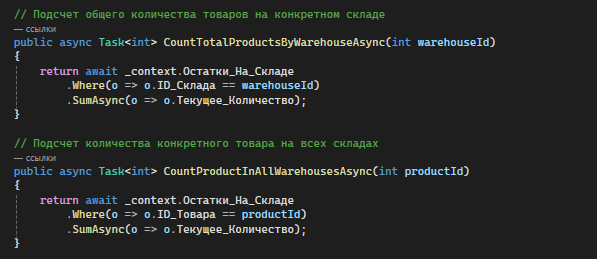 // Подсчет общего количества товаров на конкретном складе
— ссылки
public async Task<int> CountTotalProductsByWarehouseAsync(int warehouseId)
{
return await _context.Остатки_На_Складе
.Where(o => o.ID_Склада == warehouseId)
.SumAsync(o => o.Текущее_Количество);
}
// Подсчет количества конкретного товара на всех складах
— ссылки
public async Task<int> CountProductInAllWarehousesAsync(int productId)
{
return await _context.Остатки_На_Складе
.Where(o => o.ID_Товара == productId)
.SumAsync(o => o.Текущее_Количество);
}